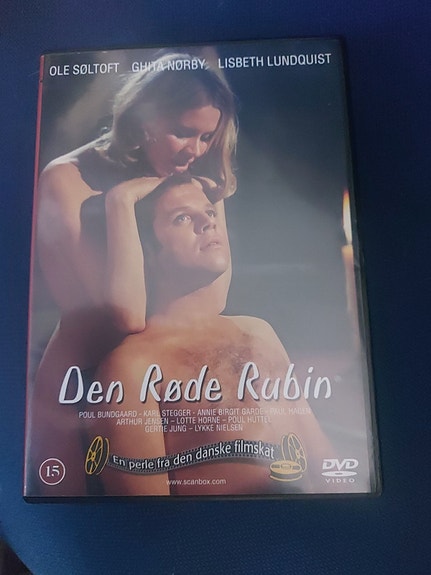 OLE SØLTOFT GHITA NØRBY LISBETH LUNDQUIST
Den Røde Rubin
POUL BUNDGAARD - KARL STEGGER - ANNIE BIRGIT GARDE - PAUL HAGEN
ARTHUR JENSEN - LOTTE HORNE - POUL HUTTEL
GERTIE JUNG - LYKKE NIELSEN
En perle fra den danske filmskat
15
DVD
VIDEO
www.scanbox.com